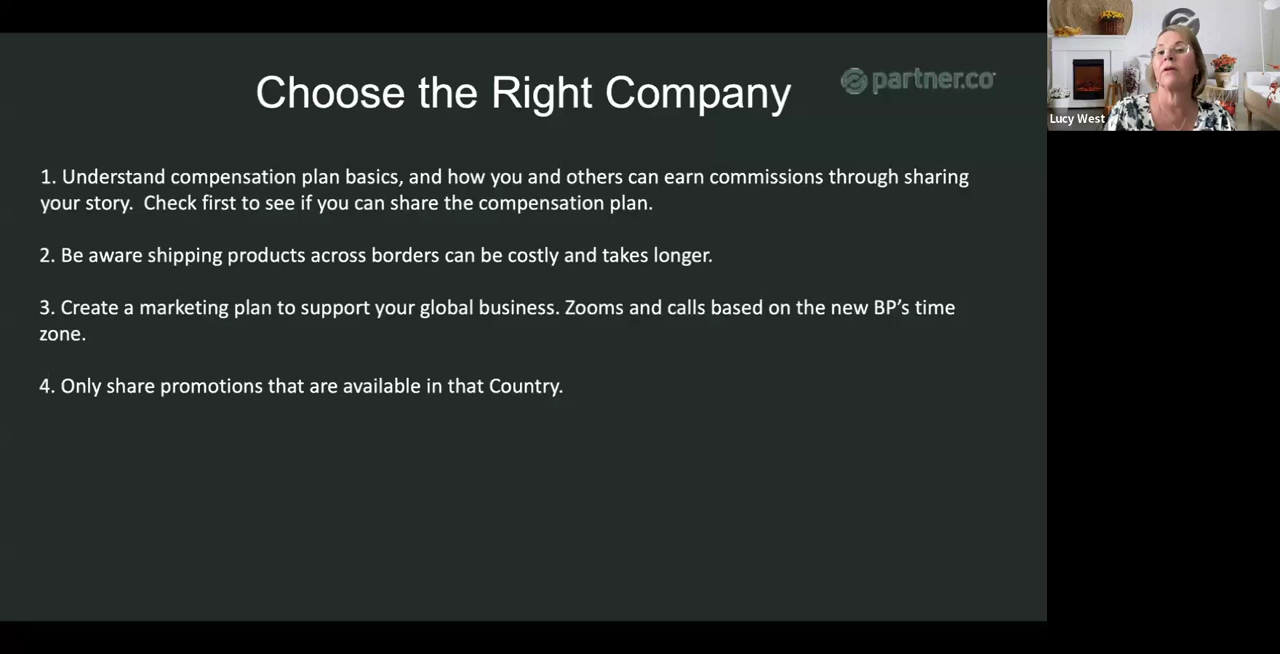 Choose the Right Company
partner.co
Lucy West
1. Understand compensation plan basics, and how you and others can earn commissions through sharing
your story.  Check first to see if you can share the compensation plan.
2. Be aware shipping products across borders can be costly and takes longer.
3. Create a marketing plan to support your global business. Zooms and calls based on the new BP’s time
zone.
4. Only share promotions that are available in that Country.